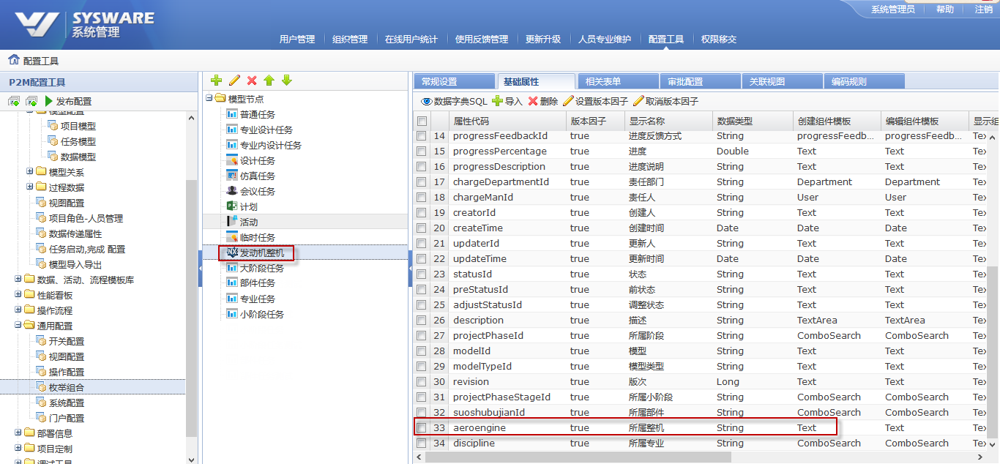 SYSWARE
系统管理
系统管理员 帮助 注销
用户管理 组织管理 在线用户统计 使用反馈管理 更新升级 人员专业维护 配置工具 权限移交
配置工具
P2M配置工具
发布配置
模型配置
项目模型
任务模型
数据模型
模型关系
过程数据
视图配置
项目角色-人员管理
数据传递属性
任务启动,完成 配置
模型导入导出
数据、活动、流程模板库
性能看板
操作流程
通用配置
开关配置
视图配置
操作配置
枚举组合
系统配置
门户配置
部署信息
项目定制
调试工具
模型节点
普通任务
专业设计任务
专业内设计任务
设计任务
仿真任务
会议任务
计划
活动
临时任务
发动机整机
大阶段任务
部件任务
专业任务
小阶段任务
常规设置 基础属性 相关表单 审批配置 关联视图 编码规则
数据字典SQL 导入 删除 设置版本因子 取消版本因子
属性代码 版本因子 显示名称 数据类型 创建组件模板 编辑组件模板 显示组
14 progressFeedbackId true 进度反馈方式 String progressFeedb... progressFeedb... Tex
15 progressPercentage true 进度 Double Text Text Tex
16 progressDescription true 进度说明 String Text Text Tex
17 chargeDepartmentId true 责任部门 String Department Department Tex
18 chargeManId true 责任人 String User User Tex
19 creatorId true 创建人 String Text Text Tex
20 createTime true 创建时间 Date Date Date Tex
21 updaterId true 更新人 String Text Text Tex
22 updateTime true 更新时间 Date Date Date Tex
23 statusId true 状态 String Text Text Tex
24 preStatusId true 前状态 String Text Text Tex
25 adjustStatusId true 调整状态 String Text Text Tex
26 description true 描述 String TextArea TextArea Tex
27 projectPhaseId true 所属阶段 String ComboSearch ComboSearch Tex
28 modelId true 模型 String Text Text Tex
29 modelTypeId true 模型类型 String Text Text Tex
30 revision true 版次 Long Text Text Tex
31 projectPhaseStageId true 所属小阶段 String ComboSearch ComboSearch Tex
32 suoshubujianId true 所属部件 String ComboSearch ComboSearch Tex
33 aeroengine true 所属整机 String Text Text Tex
34 discipline true 所属专业 String ComboSearch ComboSearch Tex